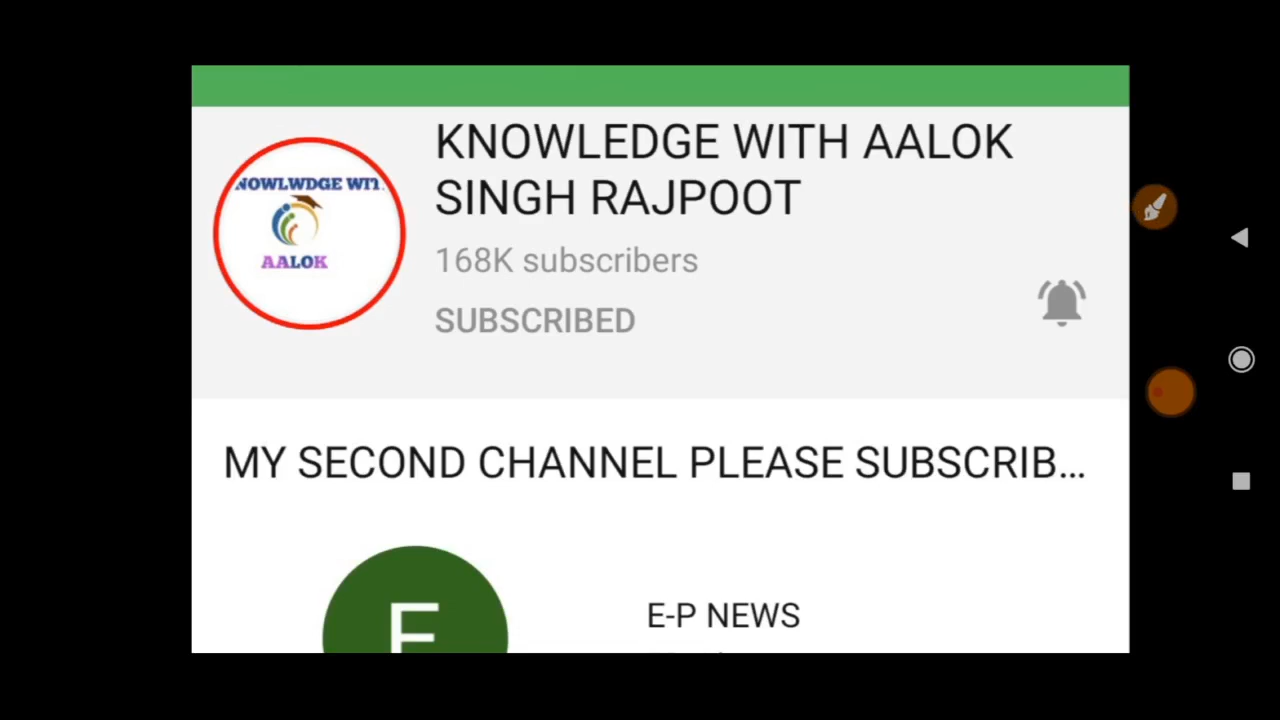 KNOWLEDGE WITH AALOK
SINGH RAJPOOT
NOWLWDGE WIT
AALOK
168K subscribers
SUBSCRIBED
MY SECOND CHANNEL PLEASE SUBSCRIB...
E
E-P NEWS